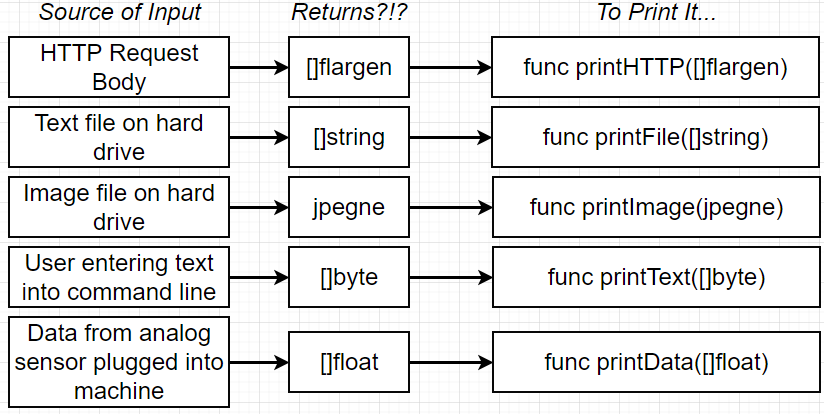 Source of Input Returns?!? To Print It...
HTTP Request
Body
[]flargen
func printHTTP([]flargen)
Text file on hard
drive
[]string
func printFile([]string)
Image file on hard
drive
jpegne
func printImage(jpegne)
User entering text
into command line
[]byte
func printText([]byte)
Data from analog
sensor plugged into
machine
[]float
func printData([]float)